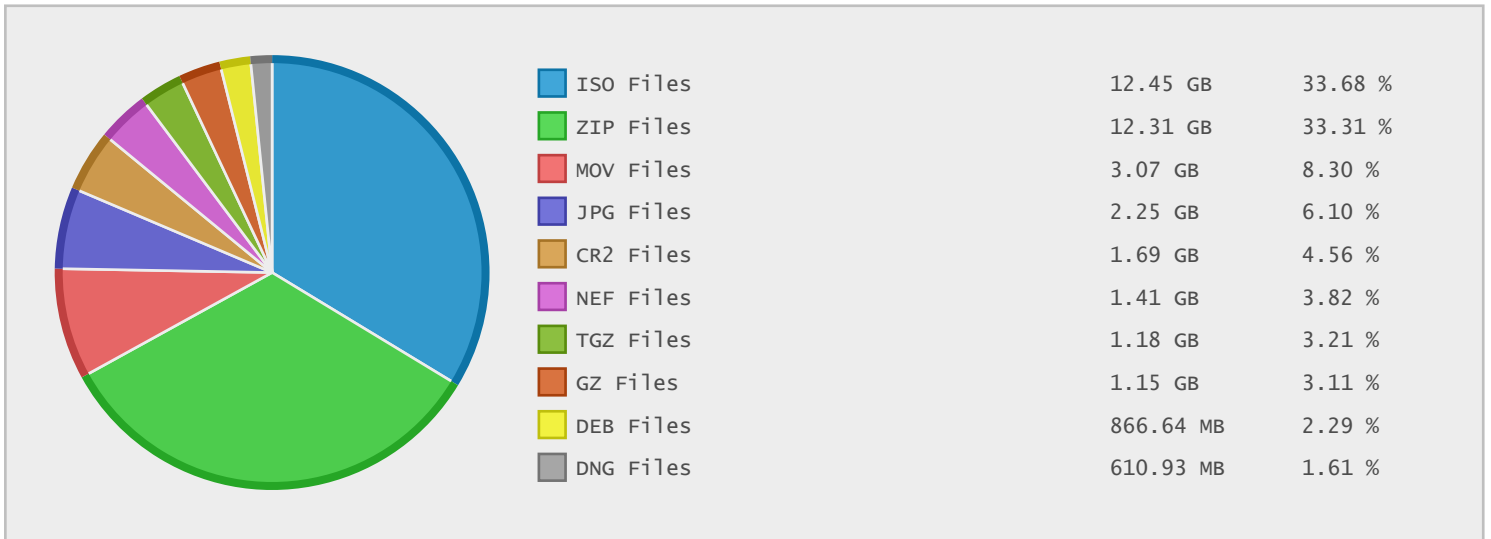 ISO Files 12.45 GB 33.68 %
ZIP Files 12.31 GB 33.31 %
MOV Files 3.07 GB 8.30 %
JPG Files 2.25 GB 6.10 %
CR2 Files 1.69 GB 4.56 %
NEF Files 1.41 GB 3.82 %
TGZ Files 1.18 GB 3.21 %
GZ Files 1.15 GB 3.11 %
DEB Files 866.64 MB 2.29 %
DNG Files 610.93 MB 1.61 %